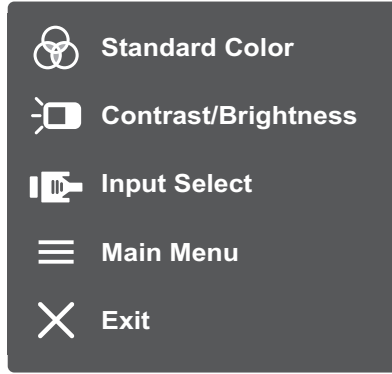 Standard Color
Contrast/Brightness
Input Select
Main Menu
Exit